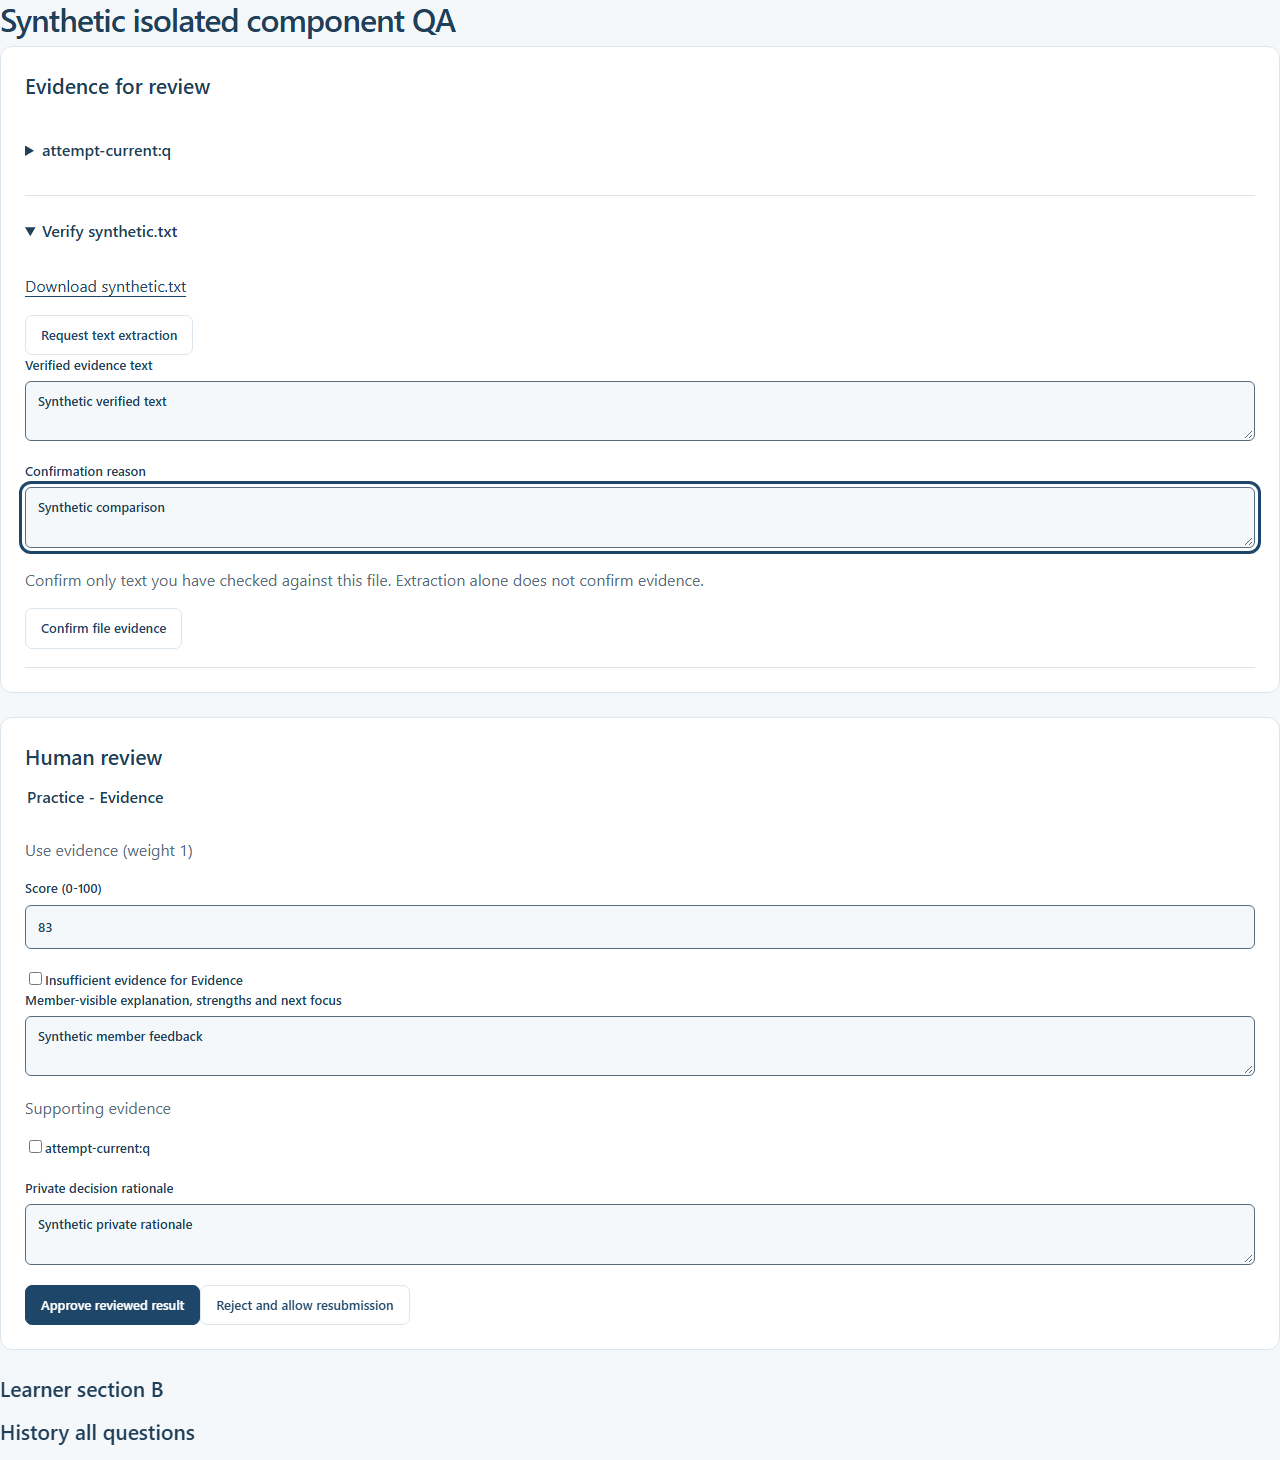 Synthetic isolated component QA
Evidence for review
attempt-current:q
Verify synthetic.txt
Download synthetic.txt
Request text extraction
Verified evidence text
Synthetic verified text
Confirmation reason
Synthetic comparison
Confirm only text you have checked against this file. Extraction alone does not confirm evidence.
Confirm file evidence
Human review
Practice - Evidence
Use evidence (weight 1)
Score (0-100)
83
Insufficient evidence for Evidence
Member-visible explanation, strengths and next focus
Synthetic member feedback
Supporting evidence
attempt-current:q
Private decision rationale
Synthetic private rationale
Approve reviewed result Reject and allow resubmission
Learner section B
History all questions